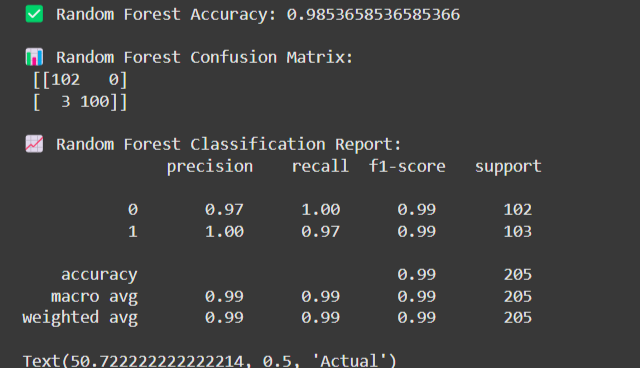 ✅ Random Forest Accuracy: 0.9853658536585366
📊 Random Forest Confusion Matrix:
[[102   0]
[  3 100]]
📈 Random Forest Classification Report:
precision    recall  f1-score   support
0       0.97      1.00      0.99       102
1       1.00      0.97      0.99       103
accuracy                           0.99       205
macro avg       0.99      0.99      0.99       205
weighted avg       0.99      0.99      0.99       205
Text(50.722222222222214, 0.5, 'Actual')